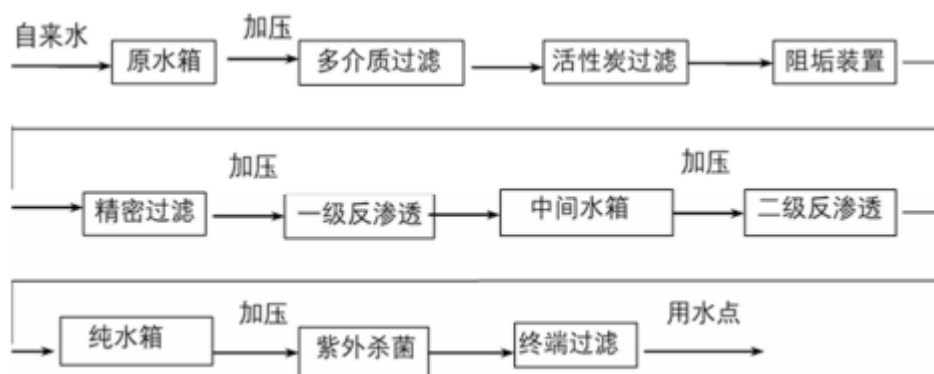 自来水 原水箱 加压 多介质过滤 活性炭过滤 阻垢装置
精密过滤 加压 一级反渗透 中间水箱 加压 二级反渗透
纯水箱 加压 紫外杀菌 终端过滤 用水点